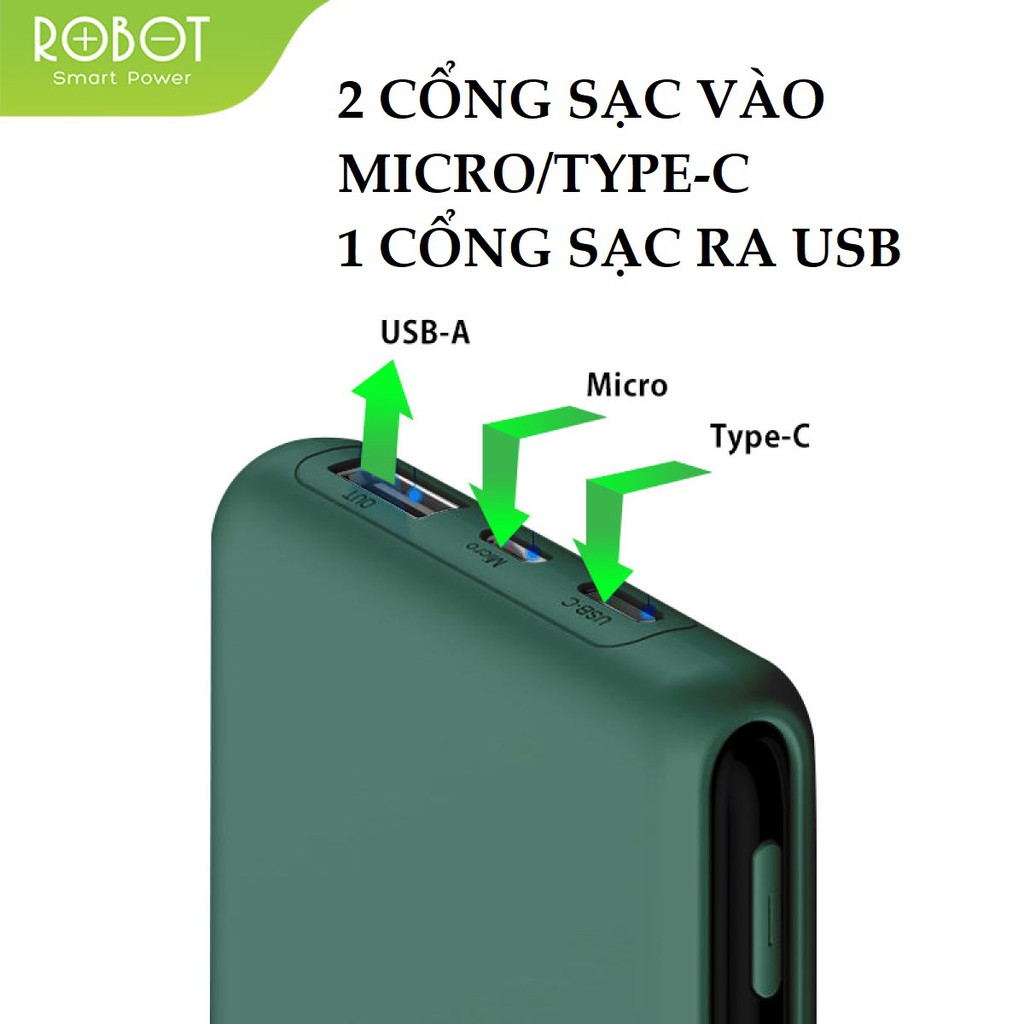 ROBOT
Smart Power
2 CỔNG SẠC VÀO
MICRO/TYPE-C
1 CỔNG SẠC RA USB
USB-A
Micro
Type-C
OUT
Micro
USB-C